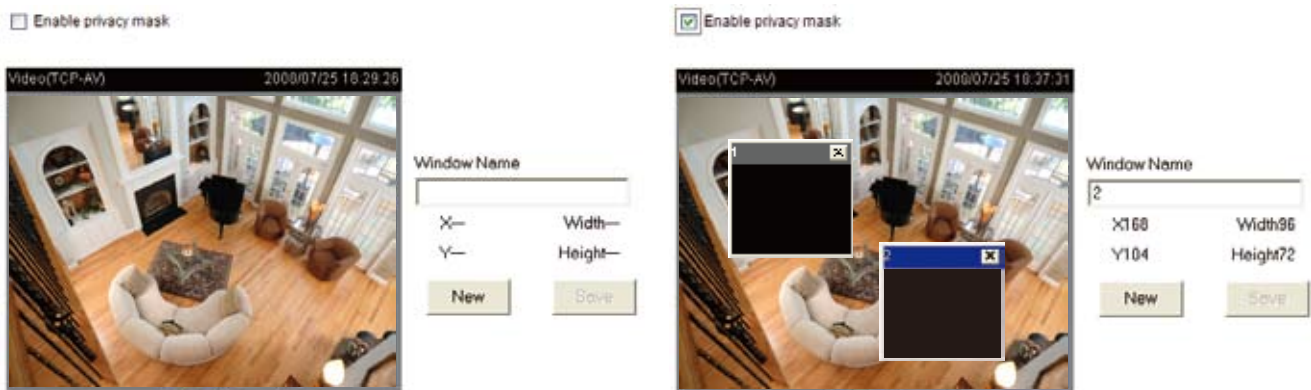 Enable privacy mask
Video(TCP-AV) 2008/07/25 18:29:26
Window Name
X— Width—
Y— Height—
New Save
Enable privacy mask
Video(TCP-AV) 2008/07/25 18:37:31
1
2
Window Name
2
X168 Width96
Y104 Height72
New Save